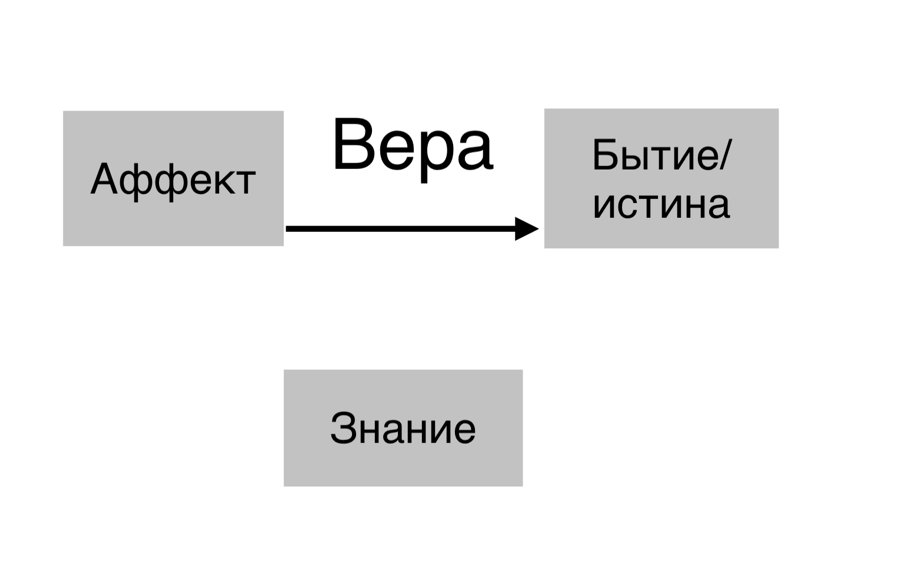 Аффект
Вера
Бытие/
истина
Знание